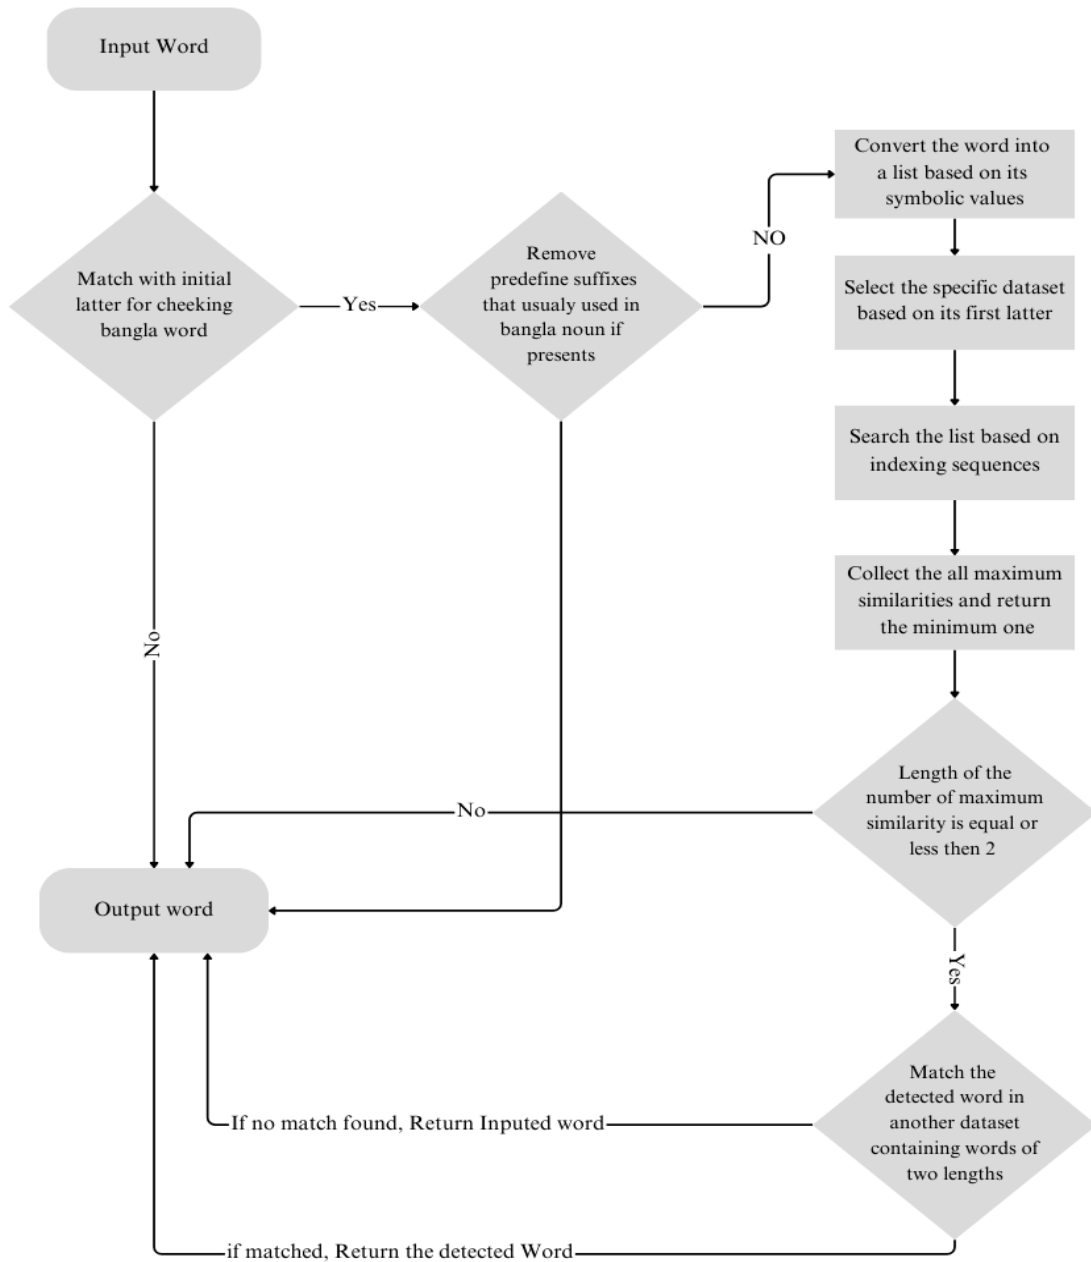 Input Word
Match with initial
latter for cheeking
bangla word
Yes
Remove
predefine suffixes
that usualy used in
bangla noun if
presents
NO
Convert the word into
a list based on its
symbolic values
Select the specific dataset
based on its first latter
Search the list based on
indexing sequences
Collect the all maximum
similarities and return
the minimum one
No
Length of the
number of maximum
similarity is equal or
less then 2
No
Output word
Yes
Match the
detected word in
another dataset
containing words of
two lengths
If no match found, Return Inputed word
if matched, Return the detected Word